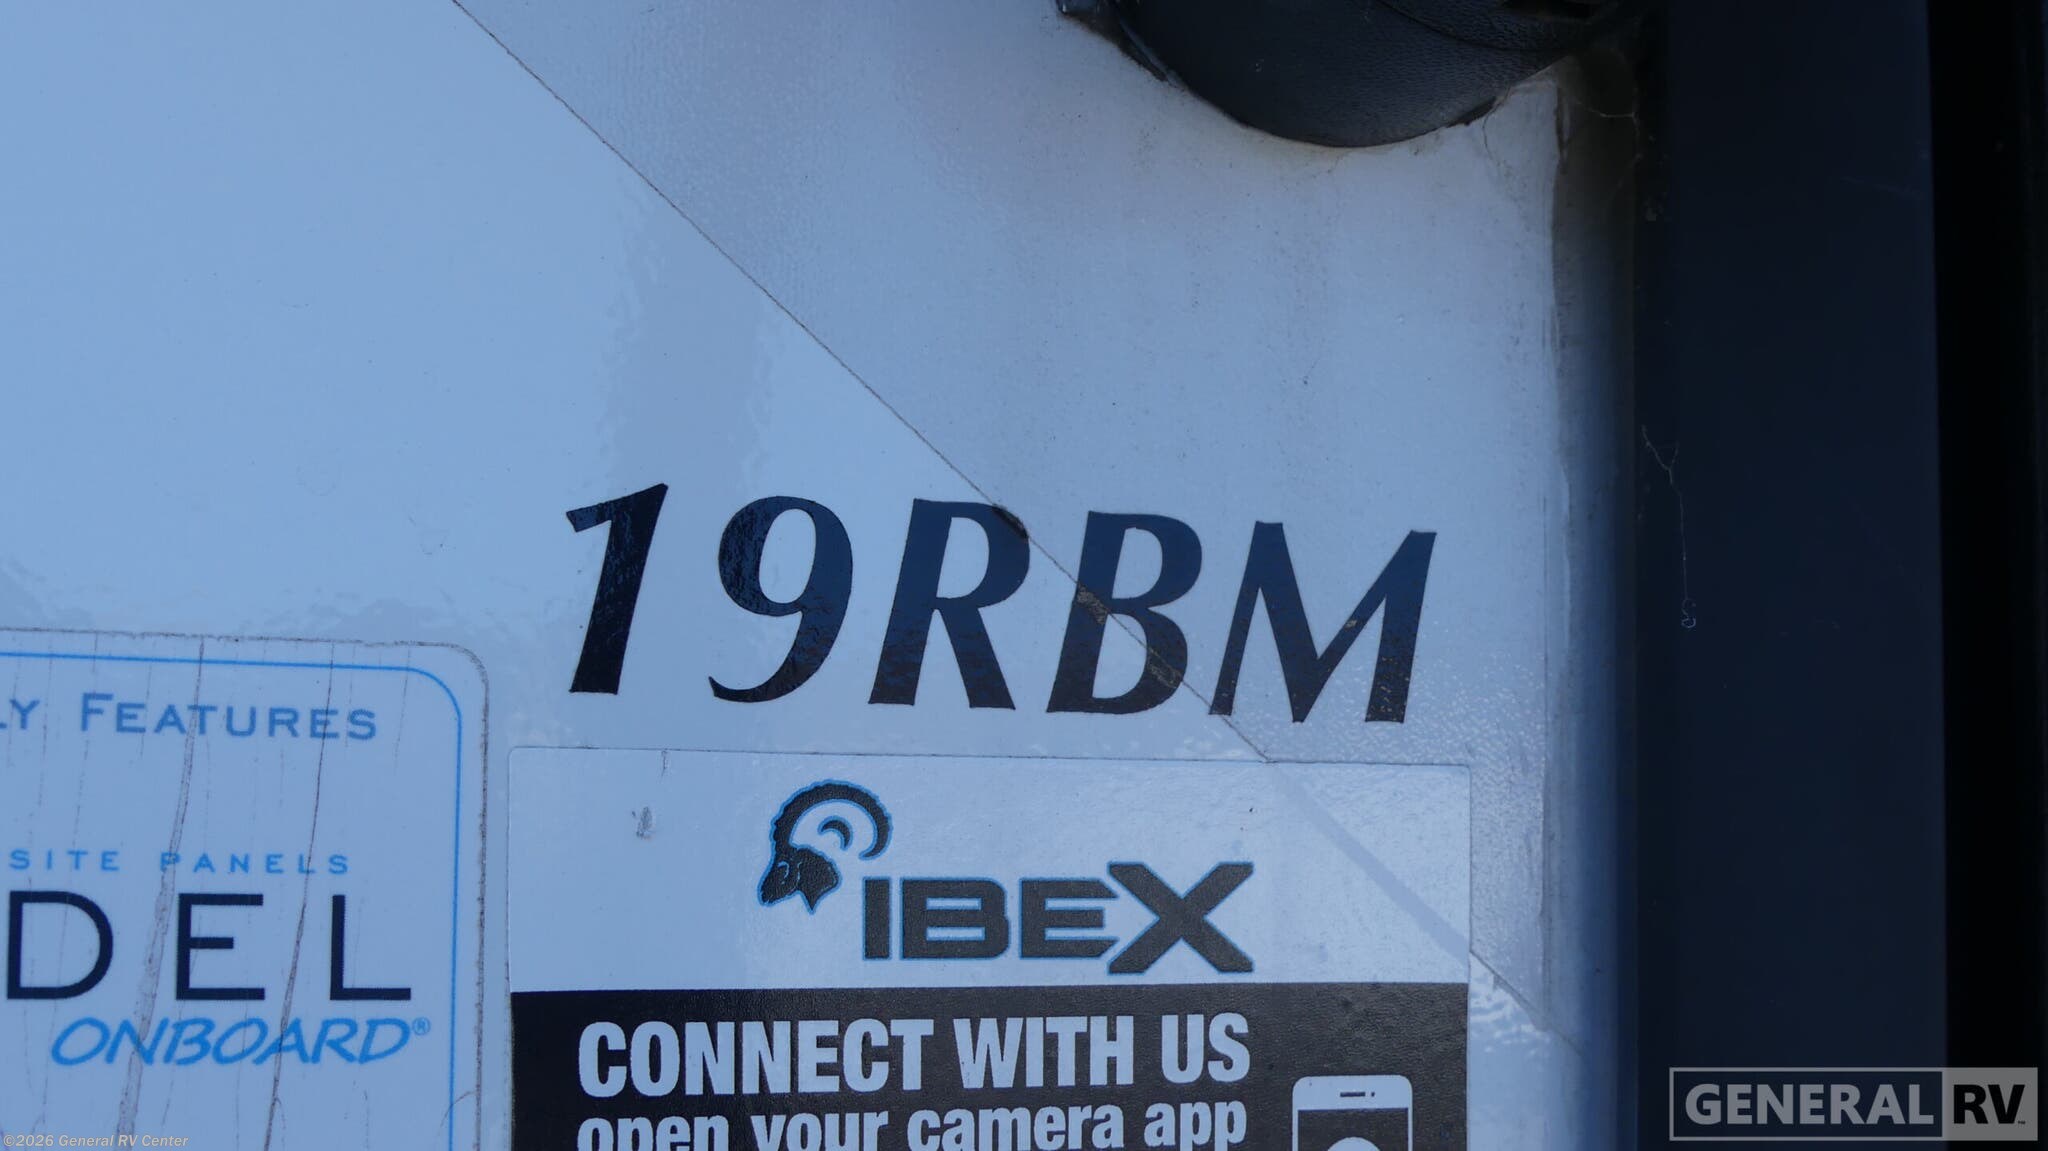 19RBM
LY FEATURES
SITE PANELS
DEL
ONBOARD®
IBEX
CONNECT WITH US
open your camera app
GENERAL RV
©2026 General RV Center